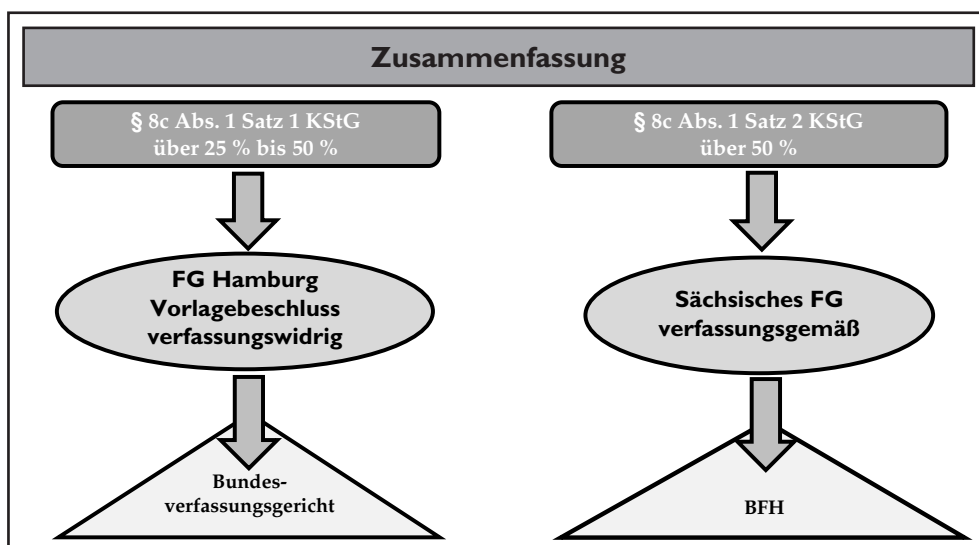 Zusammenfassung
§ 8c Abs. 1 Satz 1 KStG
über 25 % bis 50 %
FG Hamburg
Vorlagebeschluss
verfassungswidrig
Bundes-
verfassungsgericht
§ 8c Abs. 1 Satz 2 KStG
über 50 %
Sächsisches FG
verfassungsgemäß
BFH